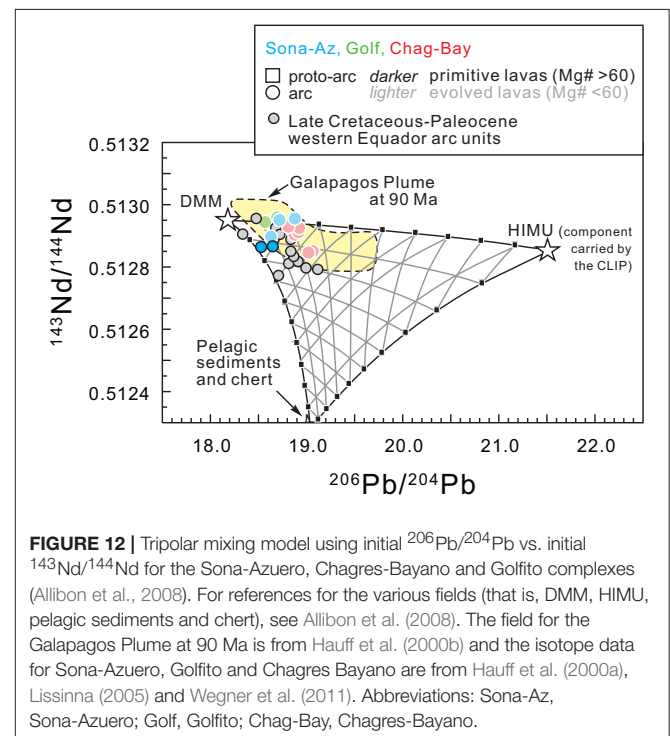 Sona-Az, Golf, Chag-Bay
proto-arc darker primitive lavas (Mg# >60)
arc lighter evolved lavas (Mg# <60)
Late Cretaceous-Paleocene
western Equador arc units
0.5132
0.5130
0.5128
0.5126
0.5124
143Nd/144Nd
DMM
Galapagos Plume
at 90 Ma
HIMU (component
carried by
the CLIP)
Pelagic
sediments
and chert
18.0 19.0 20.0 21.0 22.0
206Pb/204Pb
FIGURE 12 | Tripolar mixing model using initial 206Pb/204Pb vs. initial
143Nd/144Nd for the Sona-Azuero, Chagres-Bayano and Golfito complexes
(Allibon et al., 2008). For references for the various fields (that is, DMM, HIMU,
pelagic sediments and chert), see Allibon et al. (2008). The field for the
Galapagos Plume at 90 Ma is from Hauff et al. (2000b) and the isotope data
for Sona-Azuero, Golfito and Chagres Bayano are from Hauff et al. (2000a),
Lissinna (2005) and Wegner et al. (2011). Abbreviations: Sona-Az,
Sona-Azuero; Golf, Golfito; Chag-Bay, Chagres-Bayano.